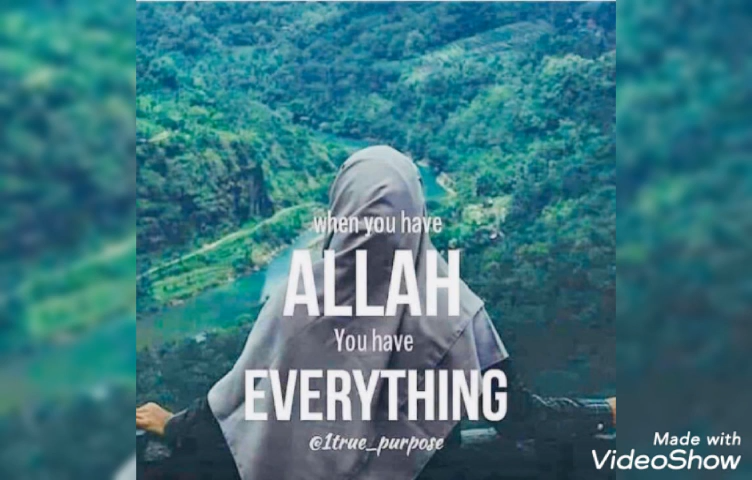 when you have
ALLAH
You have
EVERYTHING
@1true_purpose
Made with
VideoShow